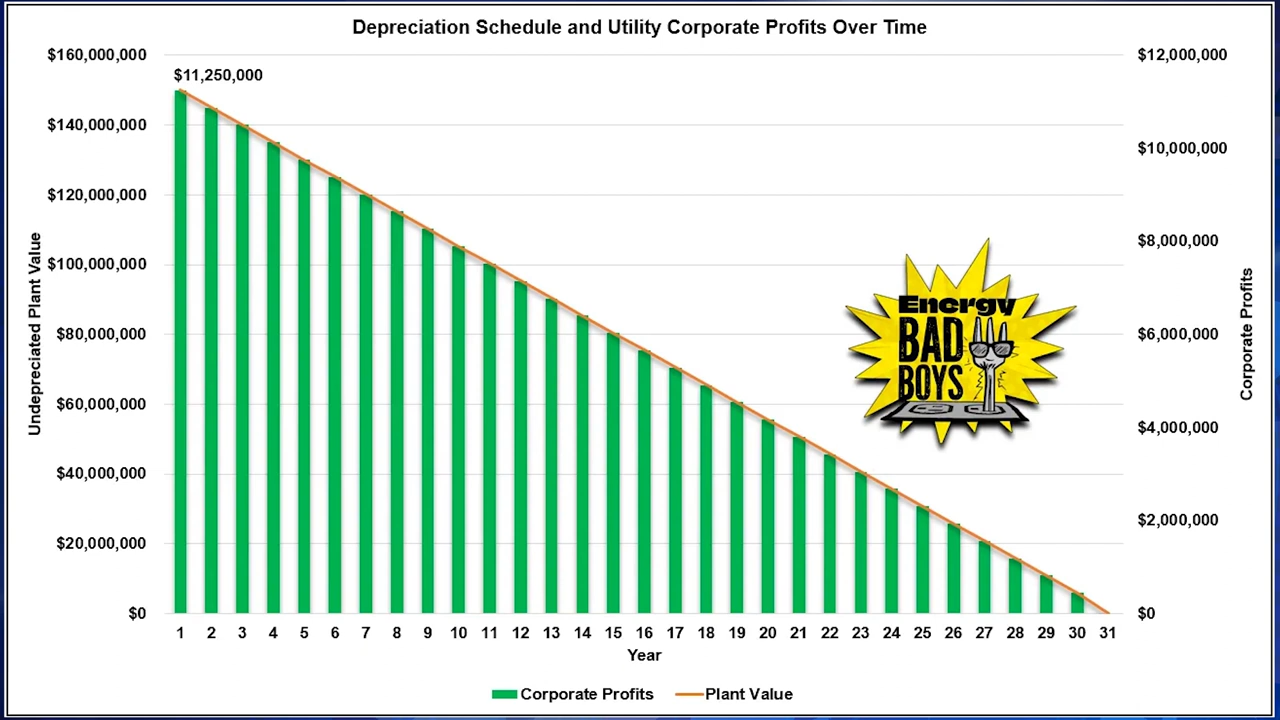 Depreciation Schedule and Utility Corporate Profits Over Time
$160,000,000
$140,000,000
$120,000,000
$100,000,000
$80,000,000
$60,000,000
$40,000,000
$20,000,000
$0
Undepreciated Plant Value
$11,250,000
$12,000,000
$10,000,000
$8,000,000
$6,000,000
$4,000,000
$2,000,000
$0
Corporate Profits
Energy
BAD
BOYS
1 2 3 4 5 6 7 8 9 10 11 12 13 14 15 16 17 18 19 20 21 22 23 24 25 26 27 28 29 30 31
Year
Corporate Profits Plant Value